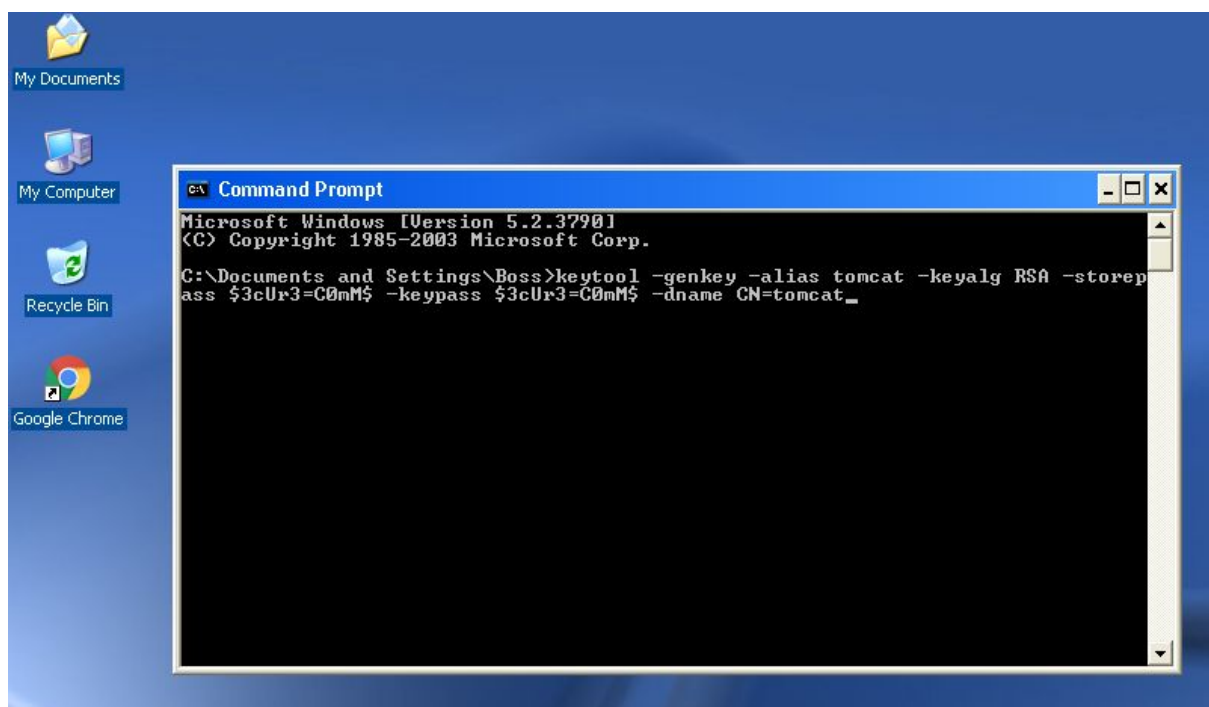 My Documents
My Computer
Recycle Bin
Google Chrome
Command Prompt
Microsoft Windows [Version 5.2.3790]
(C) Copyright 1985-2003 Microsoft Corp.
C:\Documents and Settings\Boss>keytool -genkey -alias tomcat -keyalg RSA -storep
ass $3cUr3=C0mM$ -keypass $3cUr3=C0mM$ -dname CN=tomcat_